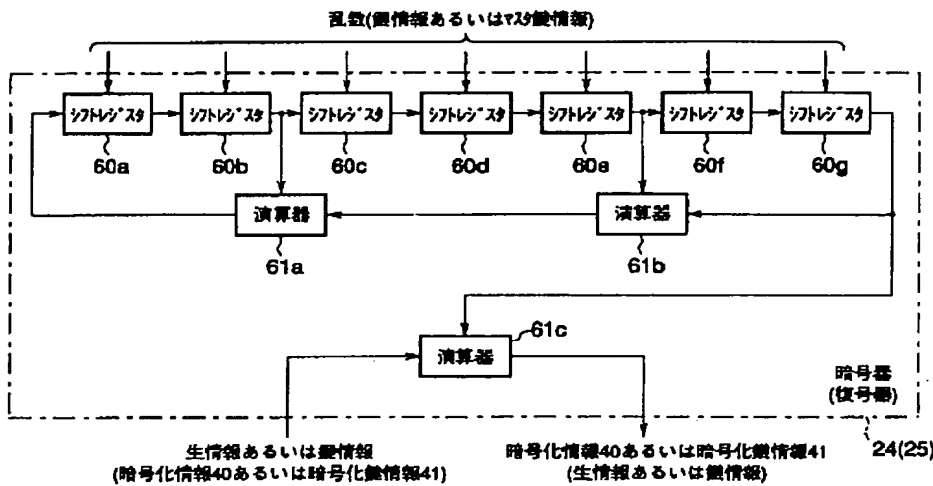 乱数(鍵情報あるいはマスタ鍵情報)
シフトレジスタ シフトレジスタ シフトレジスタ シフトレジスタ シフトレジスタ シフトレジスタ シフトレジスタ
60a 60b 60c 60d 60e 60f 60g
演算器 演算器
61a 61b
61c
演算器
暗号器
(復号器)
24(25)
生情報あるいは鍵情報
(暗号化情報40あるいは暗号化鍵情報41)
暗号化情報40あるいは暗号化鍵情報41
(生情報あるいは鍵情報)